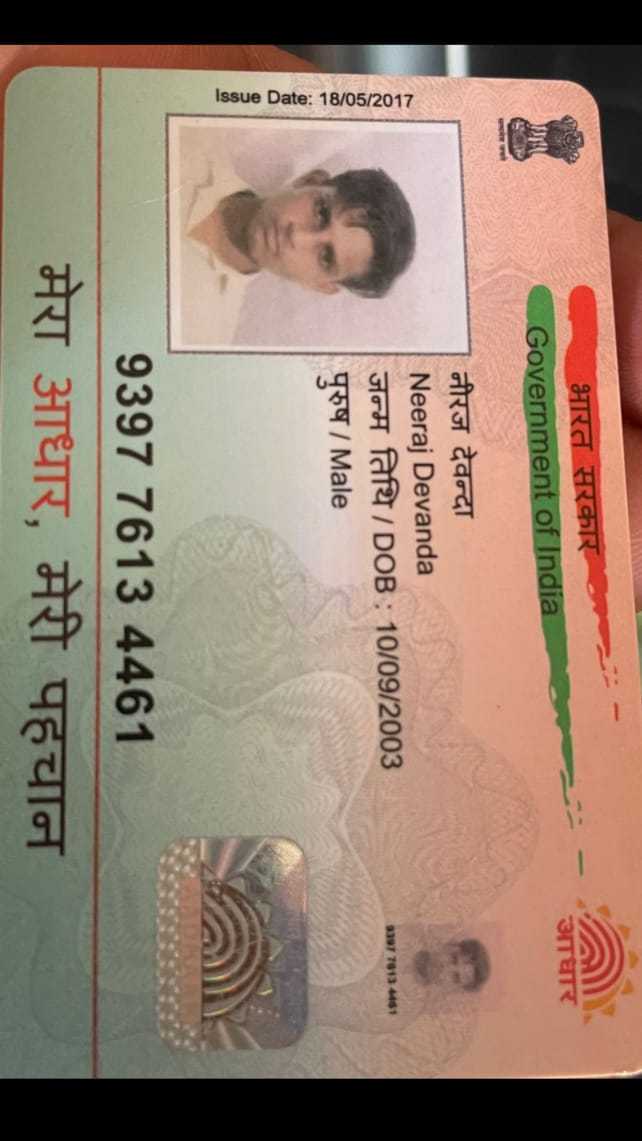 भारत सरकार
Government of India
आधार
Issue Date: 18/05/2017
नीरज देवन्दा
Neeraj Devanda
जन्म तिथि / DOB : 10/09/2003
पुरुष / Male
9397 7613 4461
9397 7613 4461
मेरा आधार, मेरी पहचान